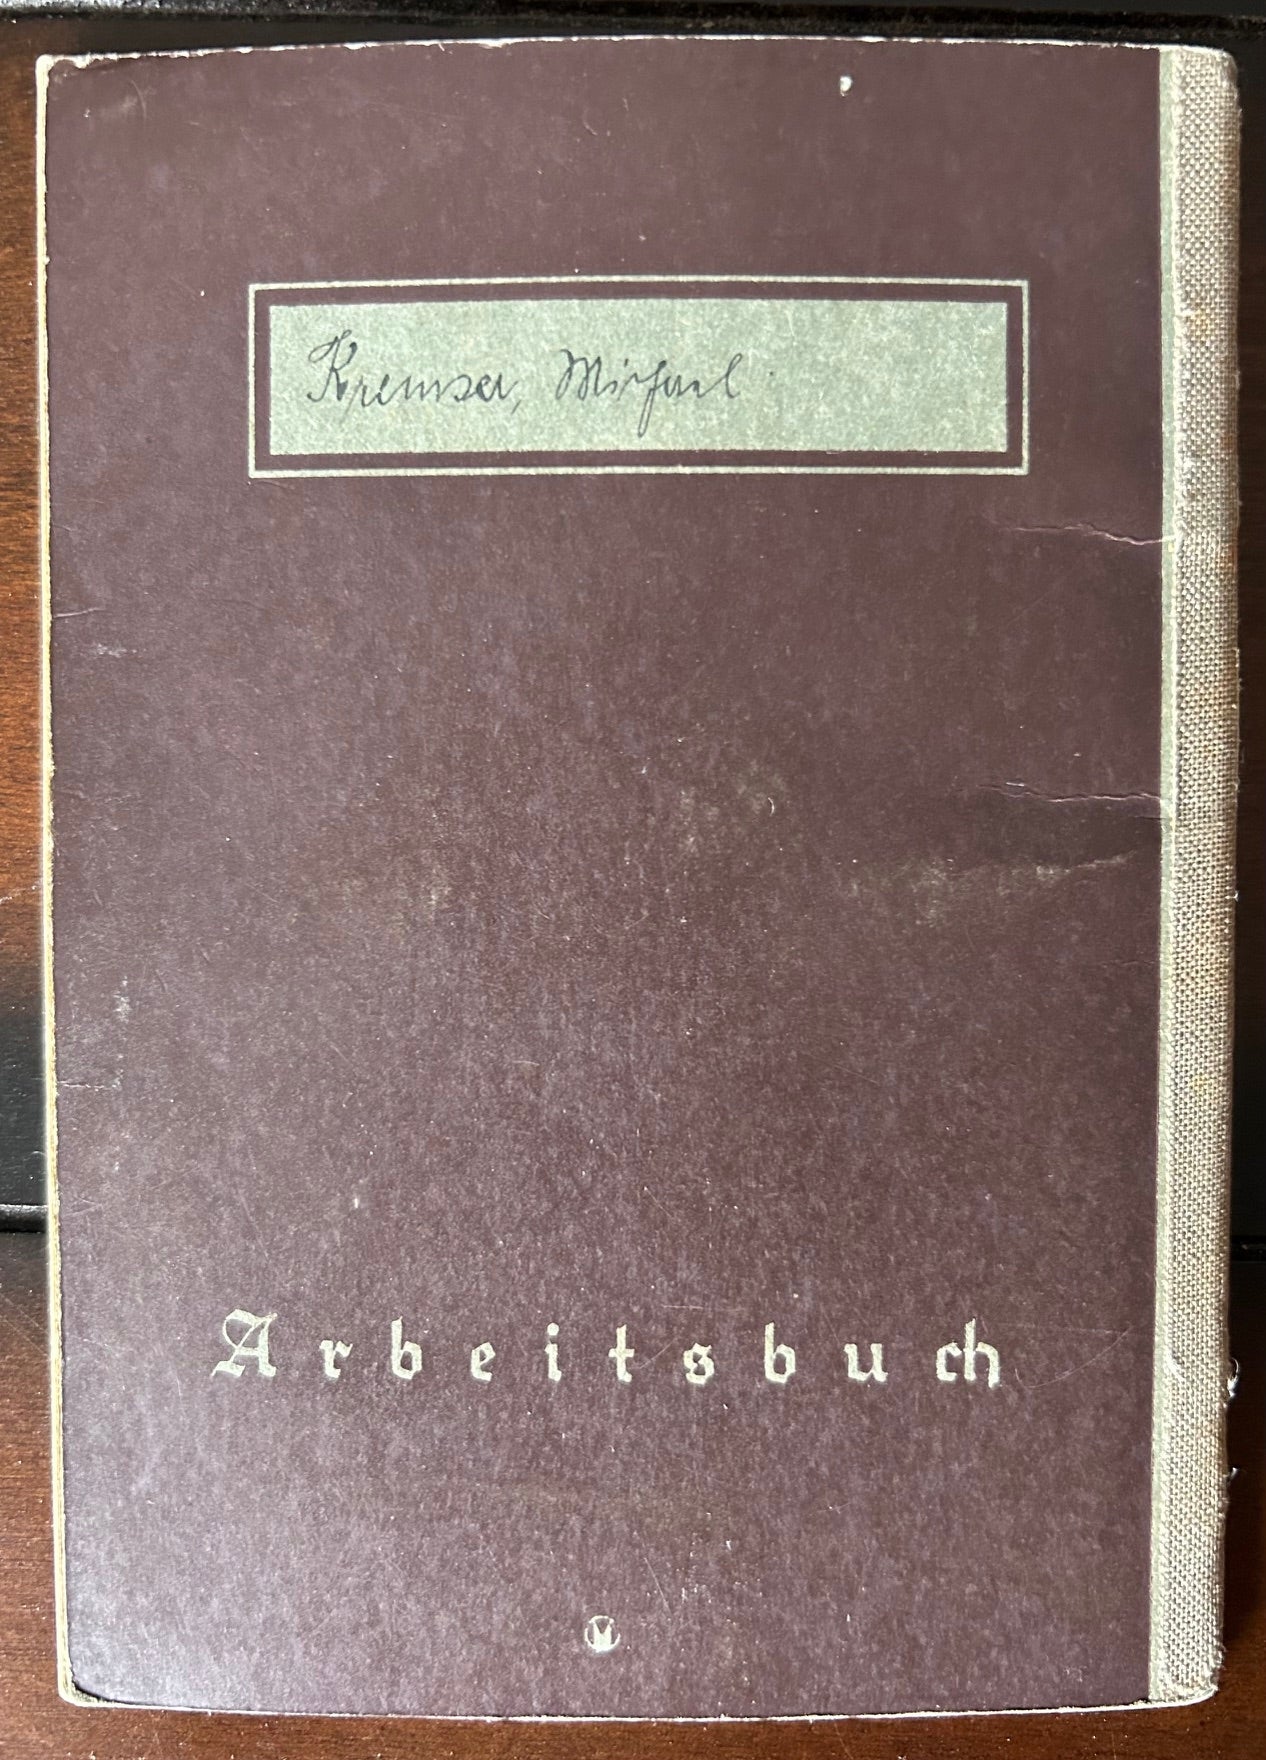 Kremser, Michael
Arbeitsbuch
M